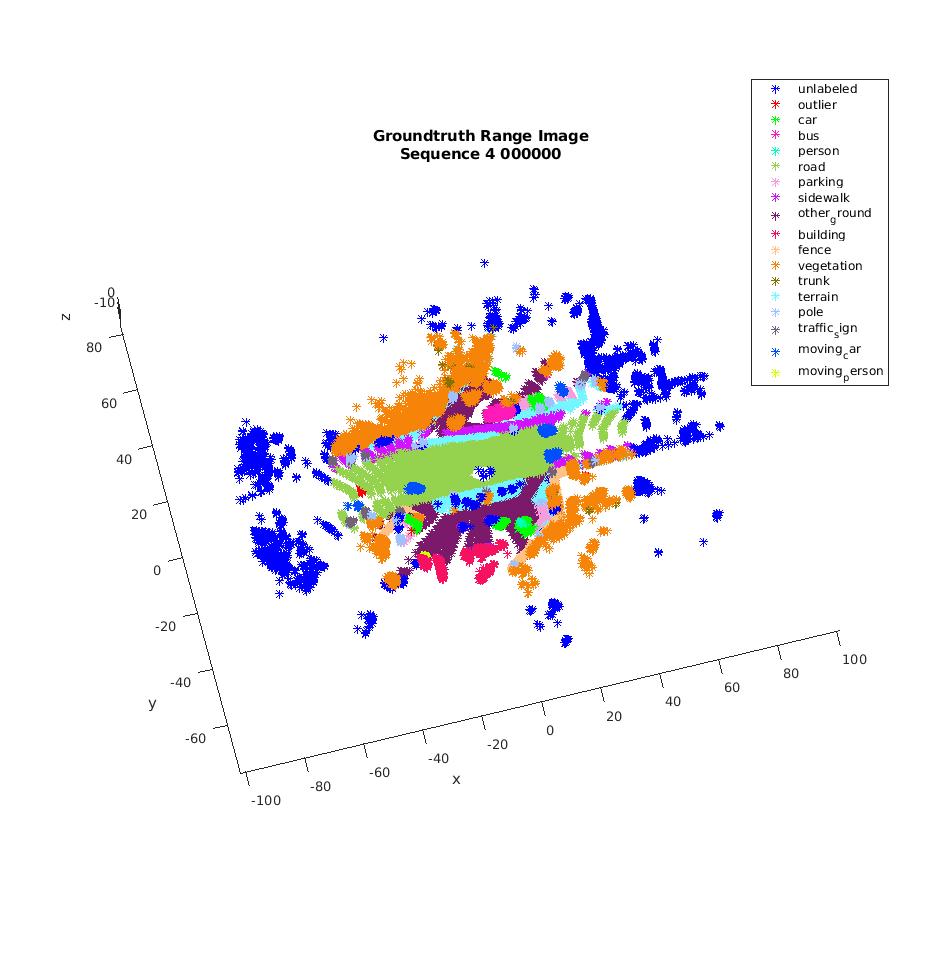 Groundtruth Range Image
Sequence 4 000000
unlabeled
outlier
car
bus
person
road
parking
sidewalk
other_ground
building
fence
vegetation
trunk
terrain
pole
traffic_sign
moving_car
moving_person
0
-10
z
80
60
40
20
0
-20
-40
-60
y
-100
-80
-60
-40
-20
0
20
40
60
80
100
x